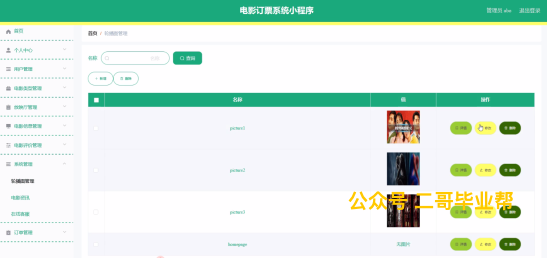 电影订票系统小程序
管理员 abo 退出登录
首页
首页 / 轮播图管理
个人中心
用户管理
电影类型管理
放映厅管理
电影信息管理
电影评价管理
系统管理
轮播图管理
电影资讯
在线客服
订单管理
名称 名称 查询
新增 删除
名称 值 操作
picture1 详情 修改 删除
picture2 详情 修改 删除
picture3 详情 修改 删除
homepage 无图片 详情 修改 删除
公众号 二哥毕业帮